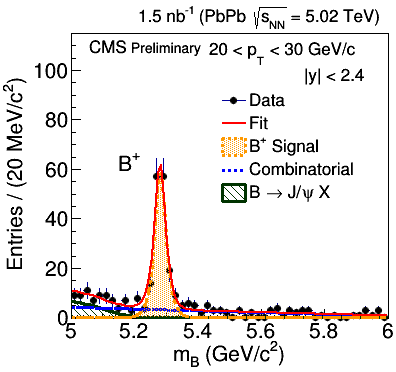 1.5 nb⁻¹ (PbPb √sNN = 5.02 TeV)
CMS Preliminary 20 < pT < 30 GeV/c
|y| < 2.4
Data
Fit
B⁺ Signal
Combinatorial
B → J/ψ X
B⁺
Entries / (20 MeV/c²)
100
80
60
40
20
0
5 5.2 5.4 5.6 5.8 6
mB (GeV/c²)